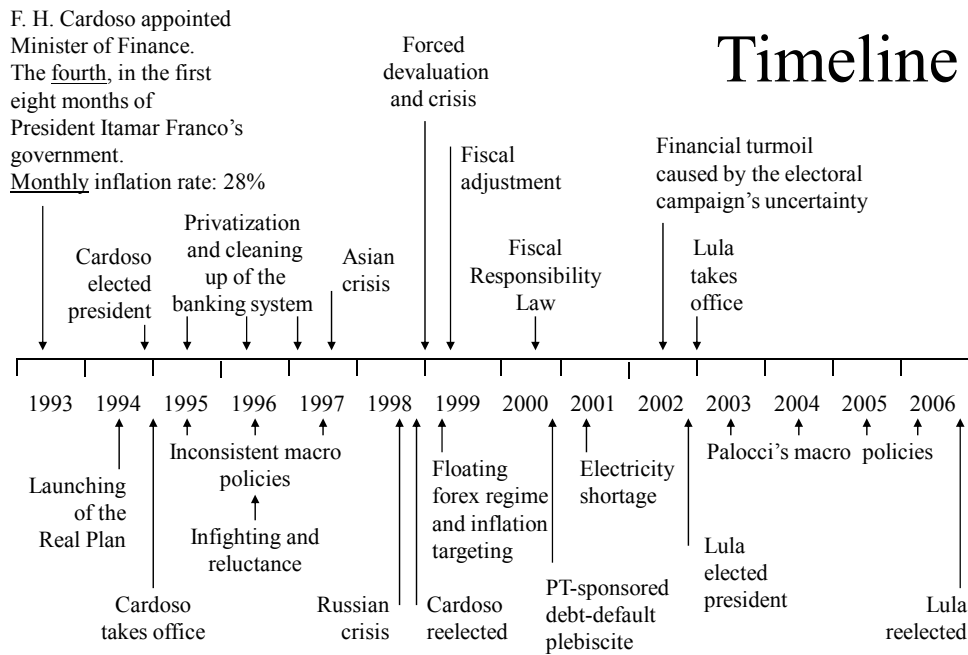 Timeline
F. H. Cardoso appointed
Minister of Finance.
The fourth, in the first
eight months of
President Itamar Franco’s
government.
Monthly inflation rate: 28%
Cardoso
elected
president
Privatization
and cleaning
up of the
banking system
Asian
crisis
Forced
devaluation
and crisis
Fiscal
adjustment
Fiscal
Responsibility
Law
Financial turmoil
caused by the electoral
campaign’s uncertainty
Lula
takes
office
1993 1994 1995 1996 1997 1998 1999 2000 2001 2002 2003 2004 2005 2006
Launching
of the
Real Plan
Cardoso
takes office
Inconsistent macro
policies
Infighting and
reluctance
Russian
crisis
Cardoso
reelected
Floating
forex regime
and inflation
targeting
PT-sponsored
debt-default
plebiscite
Electricity
shortage
Lula
elected
president
Palocci’s macro policies
Lula
reelected